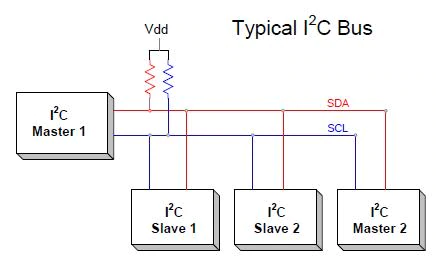 Vdd
Typical I²C Bus
SDA
SCL
I²C
Master 1
I²C
Slave 1
I²C
Slave 2
I²C
Master 2